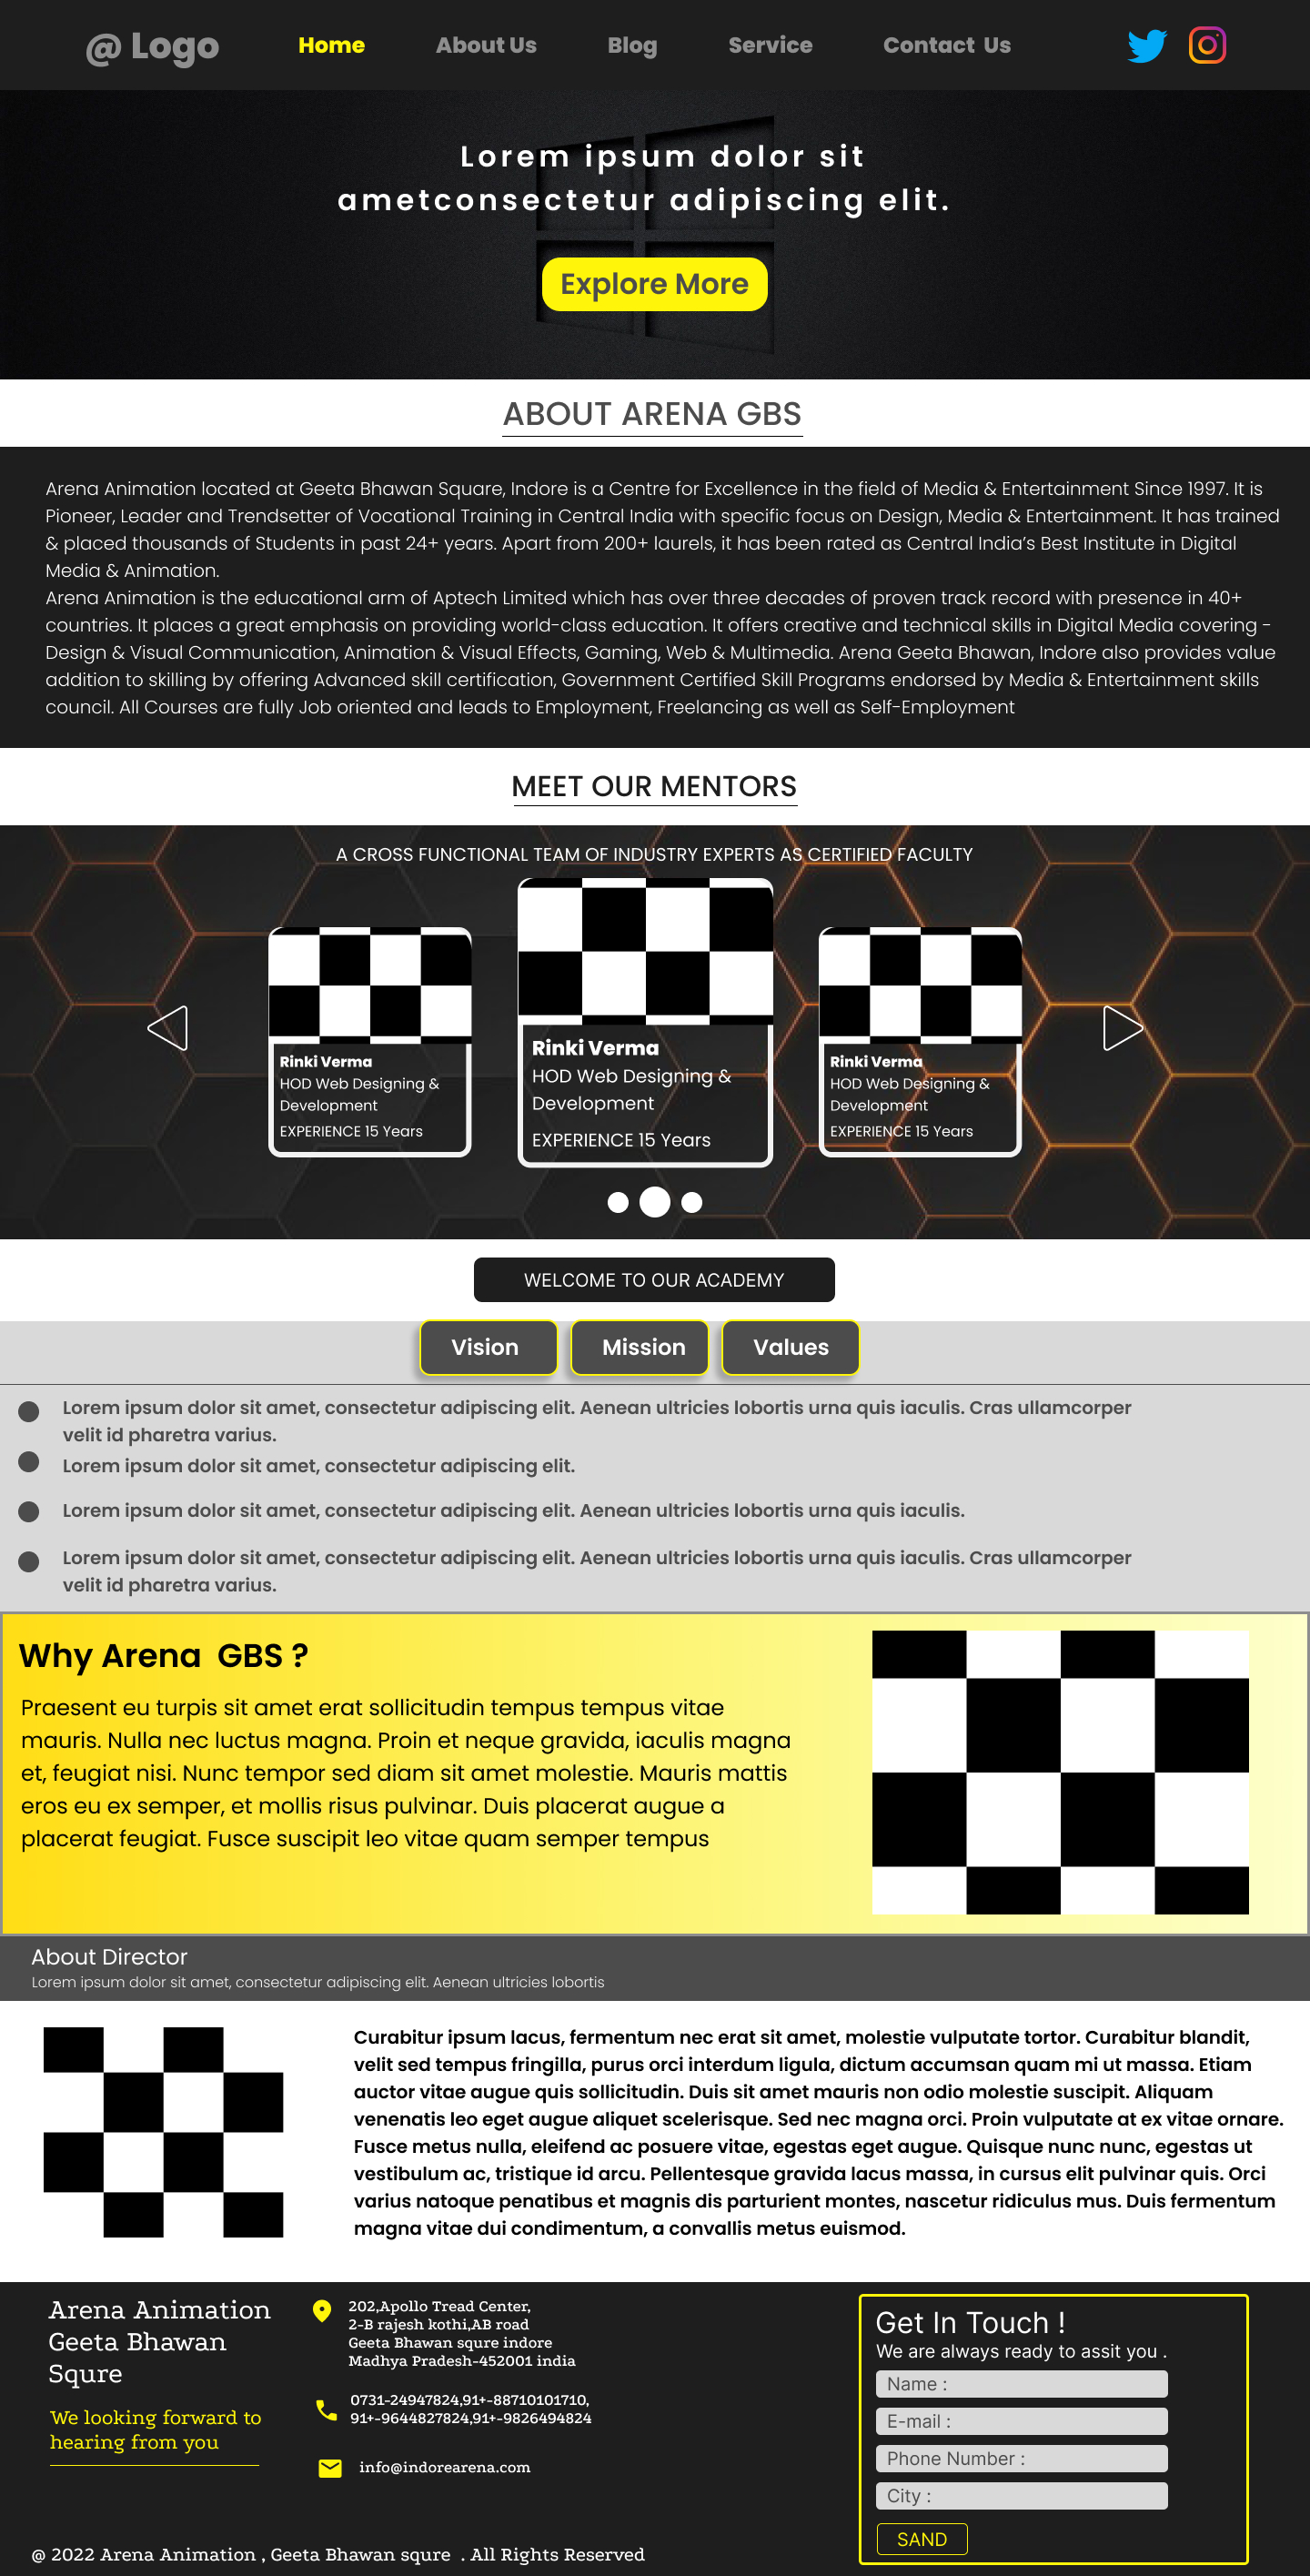 @ Logo
Home About Us Blog Service Contact Us
Lorem ipsum dolor sit
ametconsectetur adipiscing elit.
Explore More
ABOUT ARENA GBS
Arena Animation located at Geeta Bhawan Square, Indore is a Centre for Excellence in the field of Media & Entertainment Since 1997. It is
Pioneer, Leader and Trendsetter of Vocational Training in Central India with specific focus on Design, Media & Entertainment. It has trained
& placed thousands of Students in past 24+ years. Apart from 200+ laurels, it has been rated as Central India's Best Institute in Digital
Media & Animation.
Arena Animation is the educational arm of Aptech Limited which has over three decades of proven track record with presence in 40+
countries. It places a great emphasis on providing world-class education. It offers creative and technical skills in Digital Media covering -
Design & Visual Communication, Animation & Visual Effects, Gaming, Web & Multimedia. Arena Geeta Bhawan, Indore also provides value
addition to skilling by offering Advanced skill certification, Government Certified Skill Programs endorsed by Media & Entertainment skills
council. All Courses are fully Job oriented and leads to Employment, Freelancing as well as Self-Employment
MEET OUR MENTORS
A CROSS FUNCTIONAL TEAM OF INDUSTRY EXPERTS AS CERTIFIED FACULTY
Rinki Verma
HOD Web Designing &
Development
EXPERIENCE 15 Years
Rinki Verma
HOD Web Designing &
Development
EXPERIENCE 15 Years
Rinki Verma
HOD Web Designing &
Development
EXPERIENCE 15 Years
WELCOME TO OUR ACADEMY
Vision Mission Values
Lorem ipsum dolor sit amet, consectetur adipiscing elit. Aenean ultricies lobortis urna quis iaculis. Cras ullamcorper
velit id pharetra varius.
Lorem ipsum dolor sit amet, consectetur adipiscing elit.
Lorem ipsum dolor sit amet, consectetur adipiscing elit. Aenean ultricies lobortis urna quis iaculis.
Lorem ipsum dolor sit amet, consectetur adipiscing elit. Aenean ultricies lobortis urna quis iaculis. Cras ullamcorper
velit id pharetra varius.
Why Arena GBS ?
Praesent eu turpis sit amet erat sollicitudin tempus tempus vitae
mauris. Nulla nec luctus magna. Proin et neque gravida, iaculis magna
et, feugiat nisi. Nunc tempor sed diam sit amet molestie. Mauris mattis
eros eu ex semper, et mollis risus pulvinar. Duis placerat augue a
placerat feugiat. Fusce suscipit leo vitae quam semper tempus
About Director
Lorem ipsum dolor sit amet, consectetur adipiscing elit. Aenean ultricies lobortis
Curabitur ipsum lacus, fermentum nec erat sit amet, molestie vulputate tortor. Curabitur blandit,
velit sed tempus fringilla, purus orci interdum ligula, dictum accumsan quam mi ut massa. Etiam
auctor vitae augue quis sollicitudin. Duis sit amet mauris non odio molestie suscipit. Aliquam
venenatis leo eget augue aliquet scelerisque. Sed nec magna orci. Proin vulputate at ex vitae ornare.
Fusce metus nulla, eleifend ac posuere vitae, egestas eget augue. Quisque nunc nunc, egestas ut
vestibulum ac, tristique id arcu. Pellentesque gravida lacus massa, in cursus elit pulvinar quis. Orci
varius natoque penatibus et magnis dis parturient montes, nascetur ridiculus mus. Duis fermentum
magna vitae dui condimentum, a convallis metus euismod.
Arena Animation
Geeta Bhawan
Squre
We looking forward to
hearing from you
202,Apollo Tread Center,
2-B rajesh kothi,AB road
Geeta Bhawan squre indore
Madhya Pradesh-452001 india
0731-24947824,91+-88710101710,
91+-9644827824,91+-9826494824
info@indorearena.com
Get In Touch !
We are always ready to assit you .
Name :
E-mail :
Phone Number :
City :
SAND
@ 2022 Arena Animation , Geeta Bhawan squre . All Rights Reserved